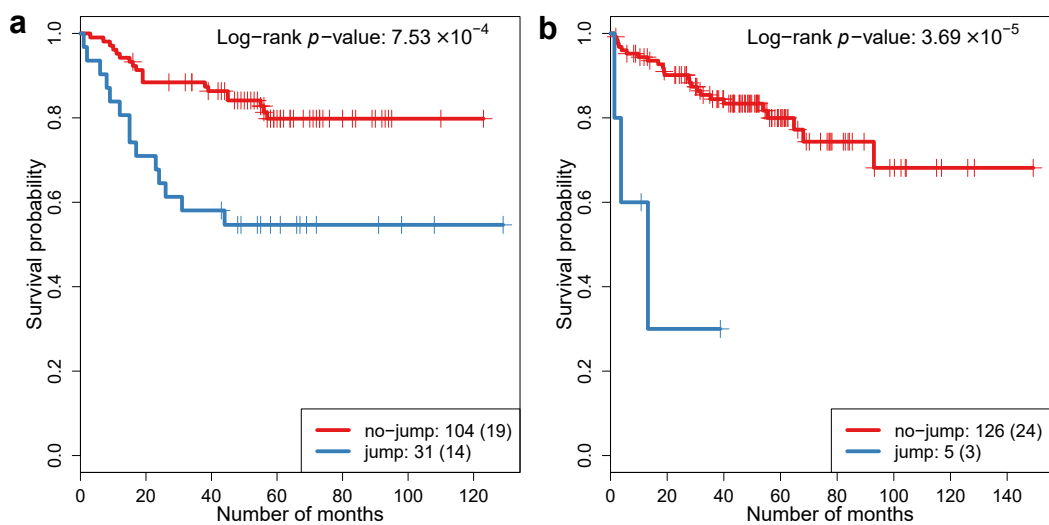 a
Log−rank p−value: 7.53 ×10−4
Survival probability
1.0
0.8
0.6
0.4
0.2
0.0
no−jump: 104 (19)
jump: 31 (14)
0 20 40 60 80 100 120
Number of months
b
Log−rank p−value: 3.69 ×10−5
Survival probability
1.0
0.8
0.6
0.4
0.2
0.0
no−jump: 126 (24)
jump: 5 (3)
0 20 40 60 80 100 120 140
Number of months